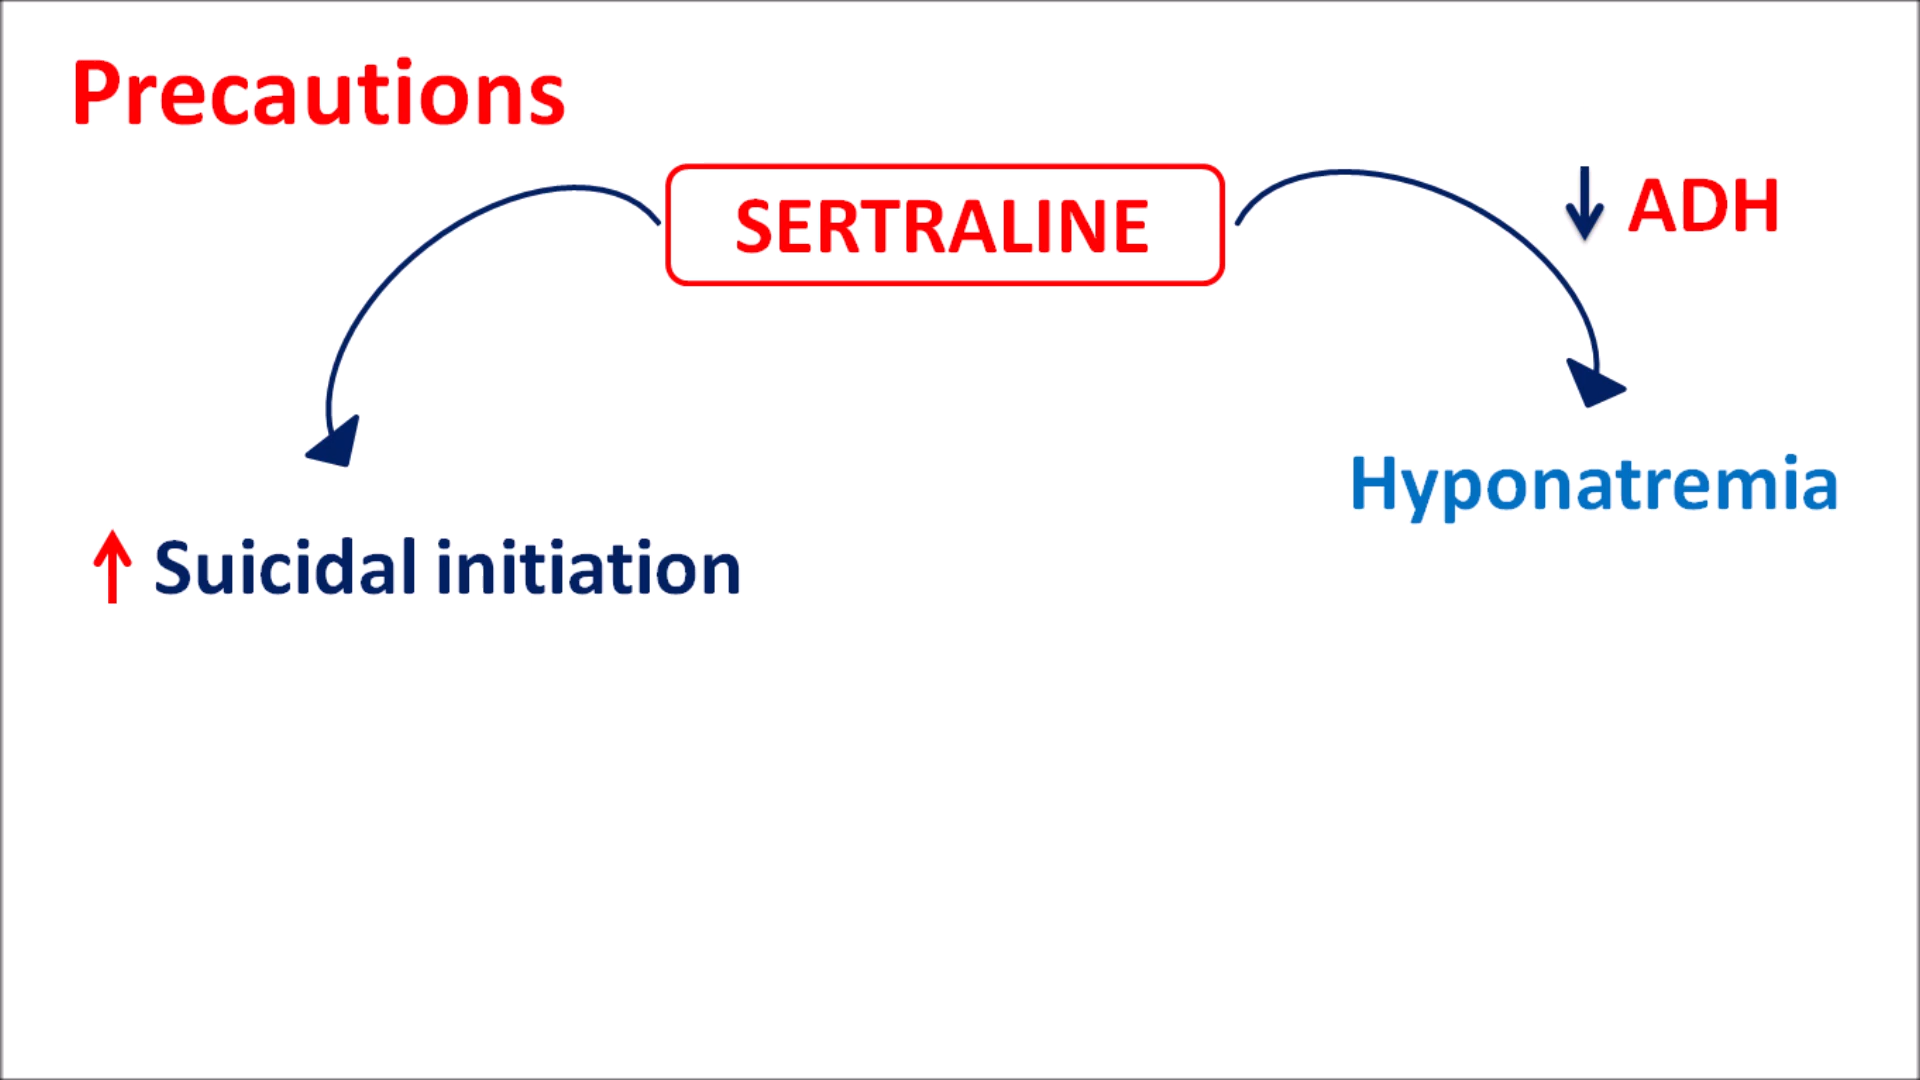 Precautions
SERTRALINE
↓ ADH
Hyponatremia
↑ Suicidal initiation